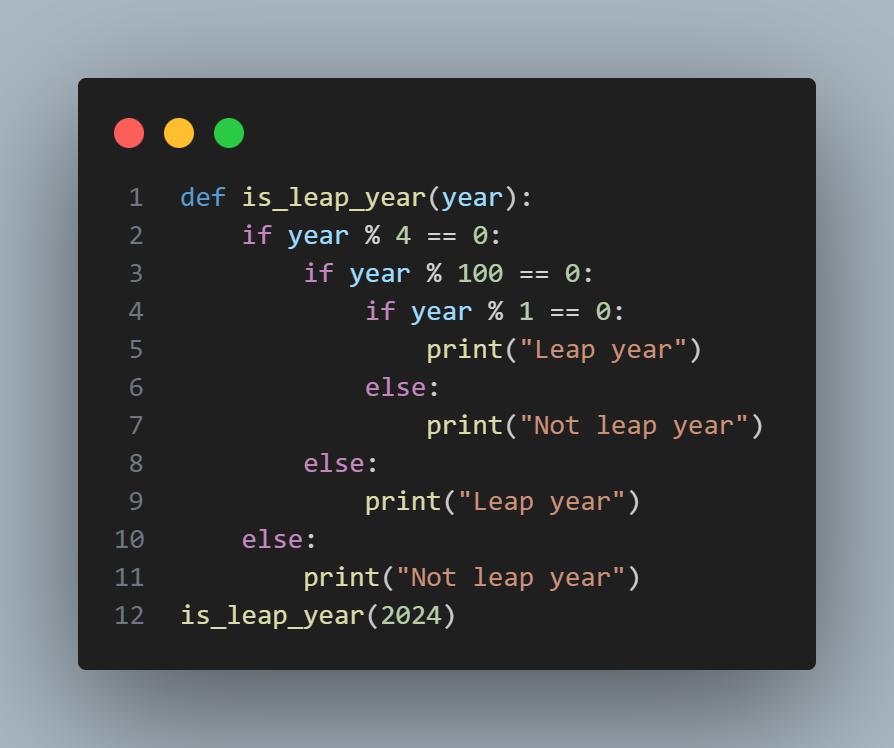 1 def is_leap_year(year):
2     if year % 4 == 0:
3         if year % 100 == 0:
4             if year % 1 == 0:
5                 print("Leap year")
6             else:
7                 print("Not leap year")
8         else:
9             print("Leap year")
10     else:
11         print("Not leap year")
12 is_leap_year(2024)